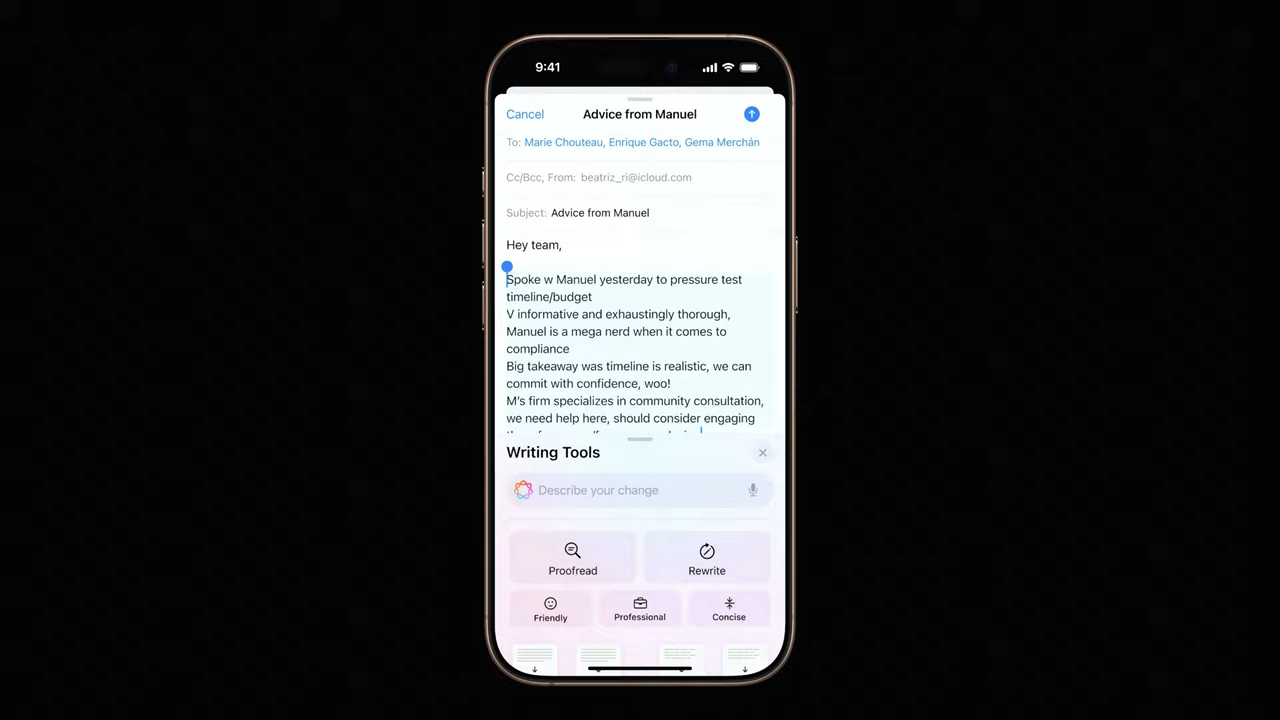 9:41
Cancel
Advice from Manuel
To: Marie Chouteau, Enrique Gacto, Gema Merchán
Cc/Bcc, From: beatriz_ri@icloud.com
Subject: Advice from Manuel
Hey team,
Spoke w Manuel yesterday to pressure test
timeline/budget
V informative and exhaustingly thorough,
Manuel is a mega nerd when it comes to
compliance
Big takeaway was timeline is realistic, we can
commit with confidence, woo!
M's firm specializes in community consultation,
we need help here, should consider engaging
Writing Tools
Describe your change
Proofread
Rewrite
Friendly
Professional
Concise